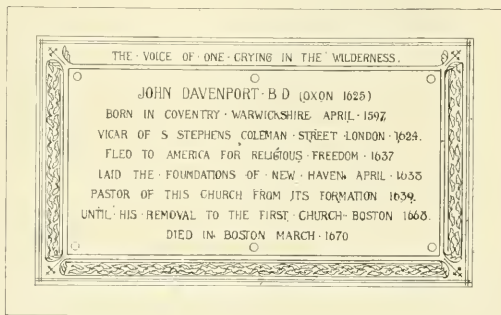 THE · VOICE · OF · ONE · CRYING · IN · THE · WILDERNESS.
JOHN DAVENPORT · B D (OXON 1625)
BORN IN COVENTRY · WARWICKSHIRE APRIL · 1597
VICAR OF S STEPHENS COLEMAN · STREET · LONDON · 1624.
FLED TO AMERICA FOR RELIGIOUS · FREEDOM · 1637
LAID THE · FOUNDATIONS · OF · NEW · HAVEN. APRIL · 1638
PASTOR OF THIS CHURCH FROM ITS FORMATION 1639.
UNTIL · HIS · REMOVAL TO THE FIRST CHURCH · BOSTON 1668.
DIED IN BOSTON MARCH · 1670